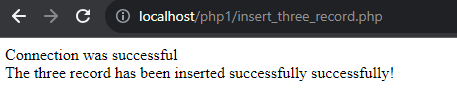 localhost/php1/insert_three_record.php
Connection was successful
The three record has been inserted successfully successfully!